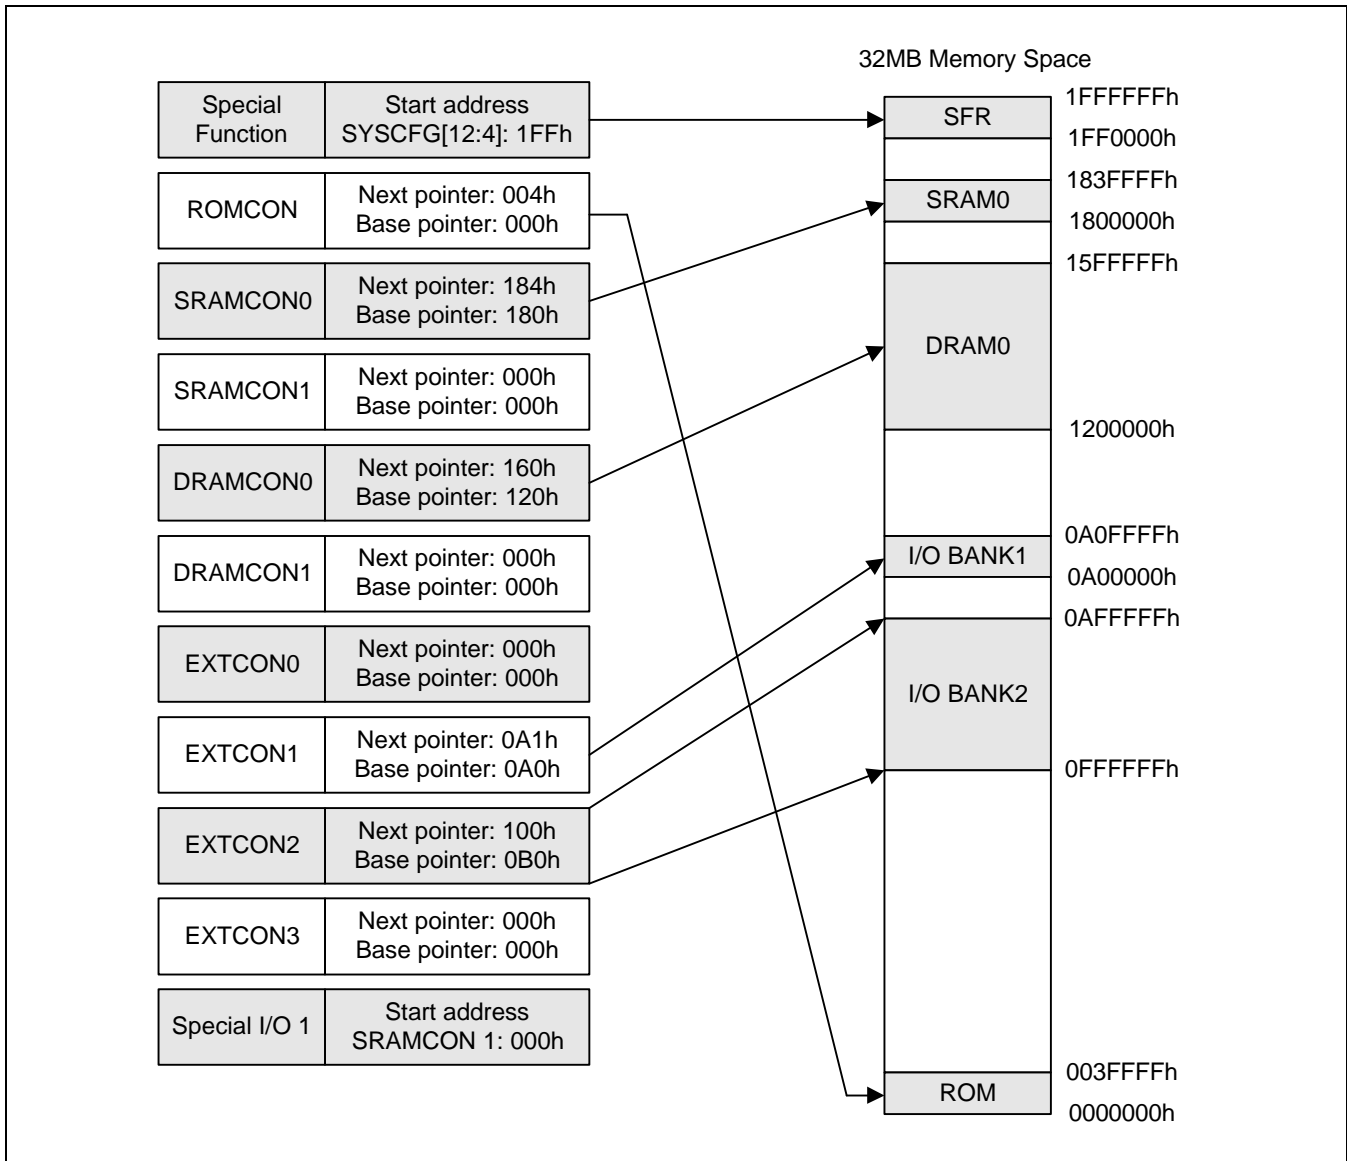 32MB Memory Space
Special
Function
Start address
SYSCFG[12:4]: 1FFh
ROMCON
Next pointer: 004h
Base pointer: 000h
SRAMCON0
Next pointer: 184h
Base pointer: 180h
SRAMCON1
Next pointer: 000h
Base pointer: 000h
DRAMCON0
Next pointer: 160h
Base pointer: 120h
DRAMCON1
Next pointer: 000h
Base pointer: 000h
EXTCON0
Next pointer: 000h
Base pointer: 000h
EXTCON1
Next pointer: 0A1h
Base pointer: 0A0h
EXTCON2
Next pointer: 100h
Base pointer: 0B0h
EXTCON3
Next pointer: 000h
Base pointer: 000h
Special I/O 1
Start address
SRAMCON 1: 000h
SFR
1FFFFFFh
1FF0000h
SRAM0
183FFFFh
1800000h
DRAM0
15FFFFFh
1200000h
I/O BANK1
0A0FFFFh
0A00000h
I/O BANK2
0AFFFFFh
0FFFFFFh
ROM
003FFFFh
0000000h